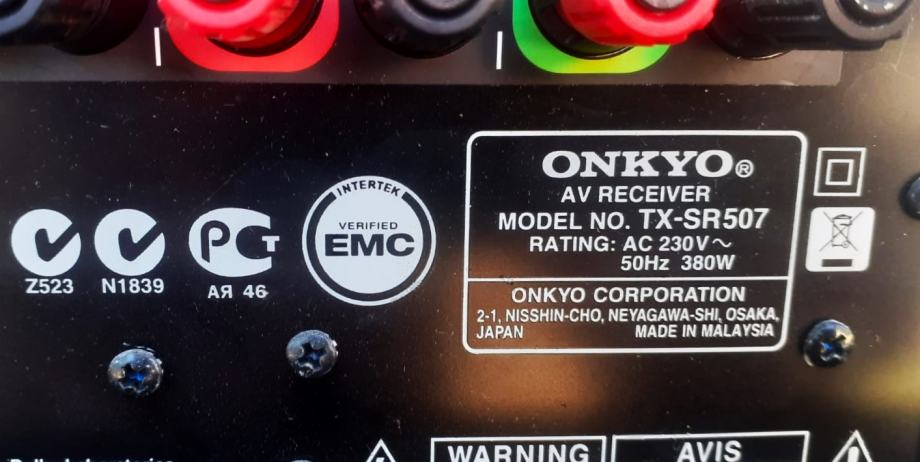 INTERTEK
VERIFIED
EMC
Z523
N1839
АЯ 46
ONKYO®
AV RECEIVER
MODEL NO. TX-SR507
RATING: AC 230V～
50Hz 380W
ONKYO CORPORATION
2-1, NISSHIN-CHO, NEYAGAWA-SHI, OSAKA,
JAPAN MADE IN MALAYSIA
WARNING
AVIS